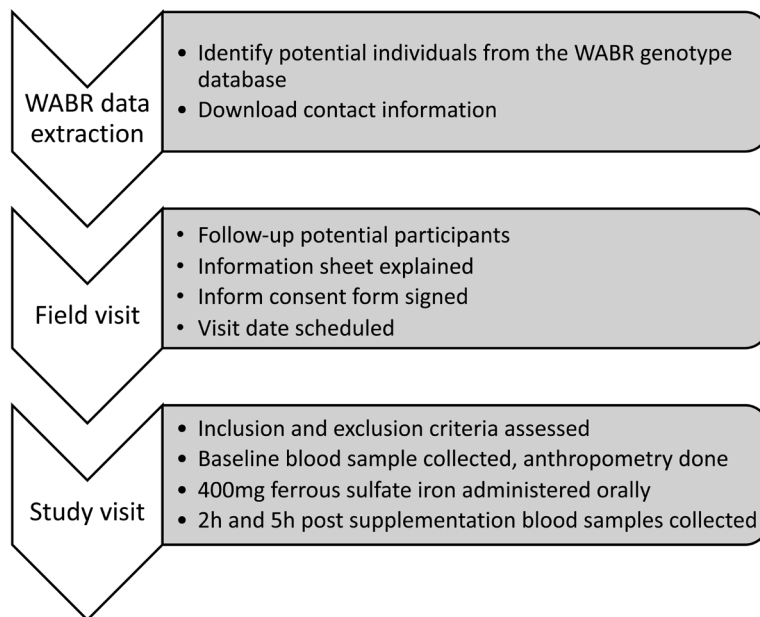 WABR data
extraction
• Identify potential individuals from the WABR genotype
database
• Download contact information
Field visit
• Follow-up potential participants
• Information sheet explained
• Inform consent form signed
• Visit date scheduled
Study visit
• Inclusion and exclusion criteria assessed
• Baseline blood sample collected, anthropometry done
• 400mg ferrous sulfate iron administered orally
• 2h and 5h post supplementation blood samples collected